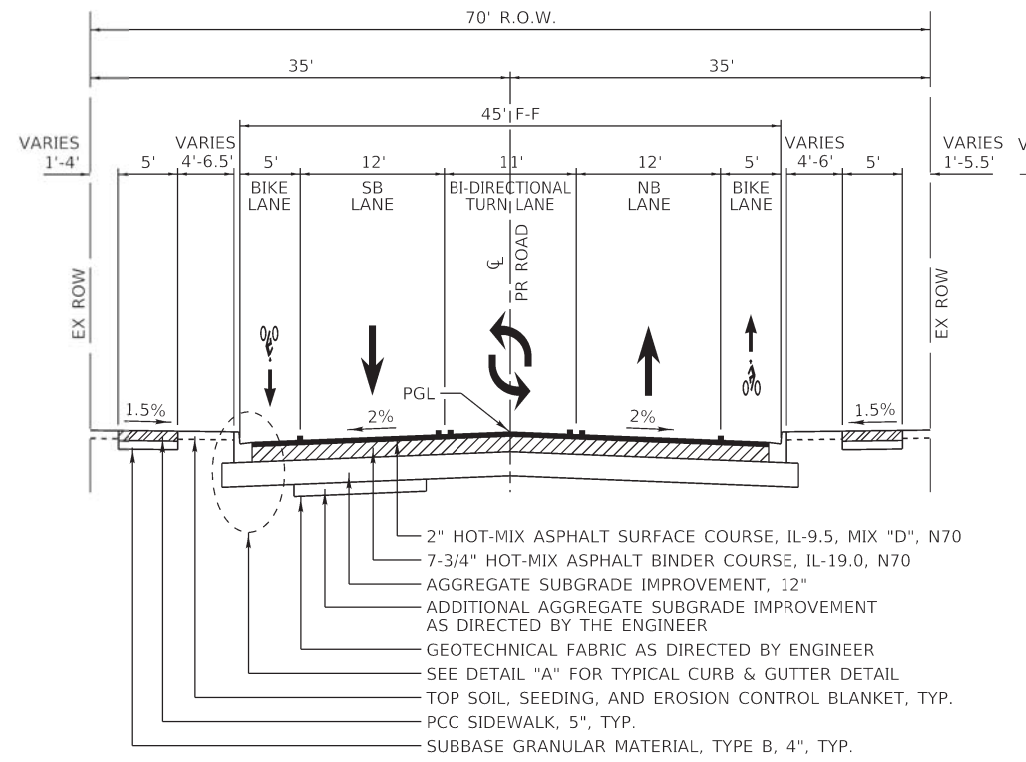 70' R.O.W.
35' 35'
45' F-F
VARIES
1'-4'
5'
VARIES
4'-6.5'
5'
12'
11'
12'
5'
VARIES
4'-6'
5'
VARIES
1'-5.5'
BIKE
LANE
SB
LANE
BI-DIRECTIONAL
TURN LANE
NB
LANE
BIKE
LANE
EX ROW
℄
PR ROAD
EX ROW
PGL
1.5%
2%
2%
1.5%
2" HOT-MIX ASPHALT SURFACE COURSE, IL-9.5, MIX "D", N70
7-3/4" HOT-MIX ASPHALT BINDER COURSE, IL-19.0, N70
AGGREGATE SUBGRADE IMPROVEMENT, 12"
ADDITIONAL AGGREGATE SUBGRADE IMPROVEMENT
AS DIRECTED BY THE ENGINEER
GEOTECHNICAL FABRIC AS DIRECTED BY ENGINEER
SEE DETAIL "A" FOR TYPICAL CURB & GUTTER DETAIL
TOP SOIL, SEEDING, AND EROSION CONTROL BLANKET, TYP.
PCC SIDEWALK, 5", TYP.
SUBBASE GRANULAR MATERIAL, TYPE B, 4", TYP.